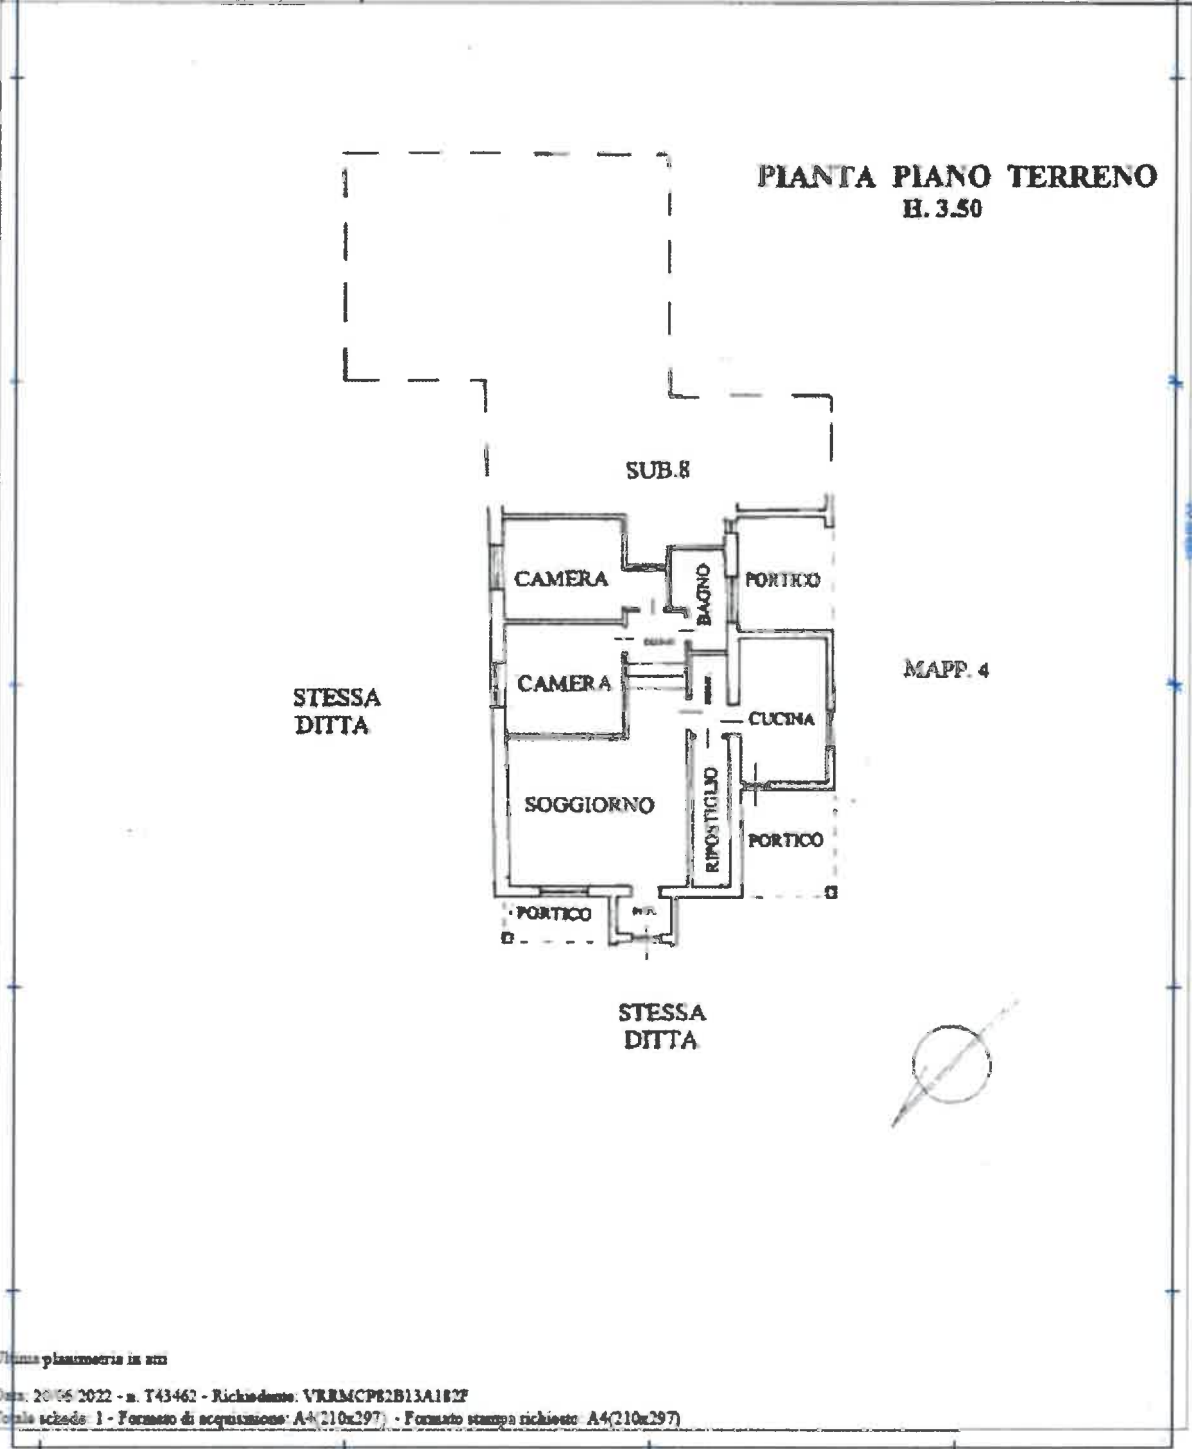 PIANTA PIANO TERRENO
H. 3.50
SUB.8
CAMERA
BAGNO
PORTICO
CAMERA
MAPP. 4
STESSA
DITTA
CUCINA
SOGGIORNO
RIPOSTIGLIO
PORTICO
PORTICO
STESSA
DITTA
Ultima planimetria in atti
Data: 20/06/2022 - n. T43462 - Richiedente: VRRMCP82B13A182F
Totale schede: 1 - Formato di acquisizione: A4(210x297) - Formato stampa richiesto: A4(210x297)